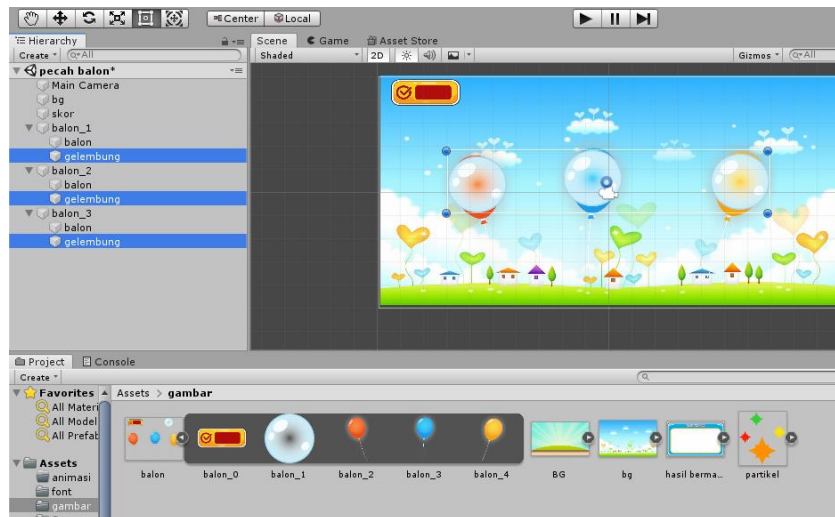 Center Local
Hierarchy
Create All
pecah balon*
Main Camera
bg
skor
balon_1
balon
gelembung
balon_2
balon
gelembung
balon_3
balon
gelembung
Scene Game Asset Store
Shaded 2D Gizmos All
Project Console
Create
Favorites
All Materi
All Model
All Prefab
Assets
animasi
font
gambar
Assets > gambar
balon balon_0 balon_1 balon_2 balon_3 balon_4 BG bg hasil berma... partikel